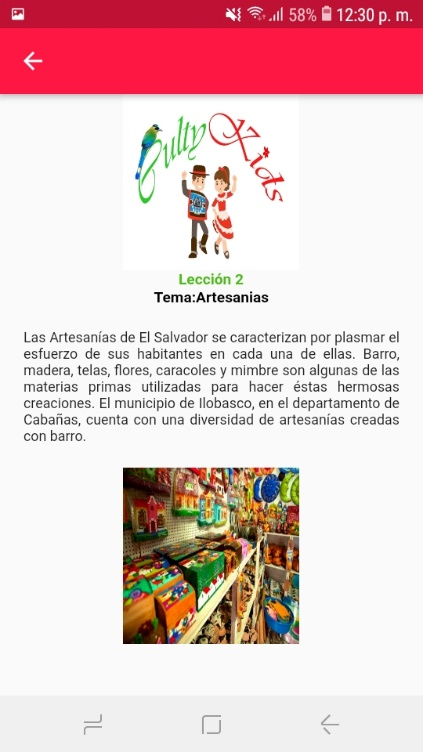 58% 12:30 p. m.
Culty Kids
Lección 2
Tema:Artesanias
Las Artesanías de El Salvador se caracterizan por plasmar el
esfuerzo de sus habitantes en cada una de ellas. Barro,
madera, telas, flores, caracoles y mimbre son algunas de las
materias primas utilizadas para hacer éstas hermosas
creaciones. El municipio de Ilobasco, en el departamento de
Cabañas, cuenta con una diversidad de artesanías creadas
con barro.